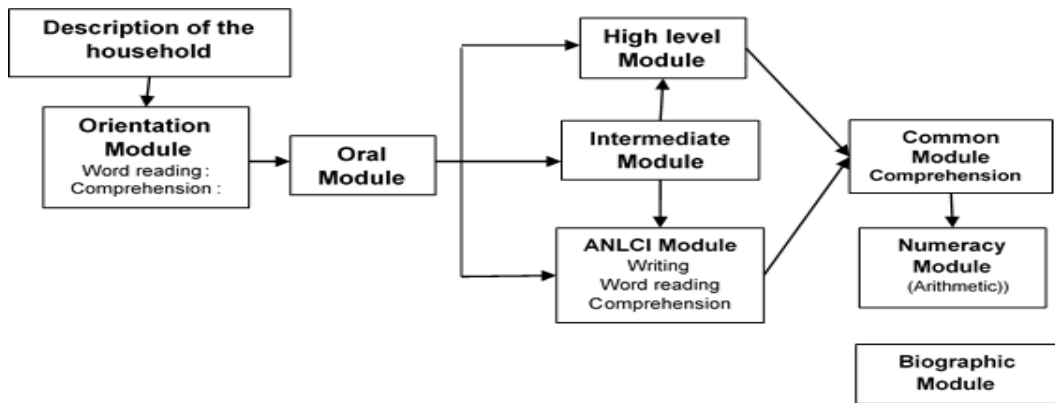 Description of the
household
Orientation
Module
Word reading :
Comprehension :
Oral
Module
High level
Module
Intermediate
Module
ANLCI Module
Writing
Word reading
Comprehension
Common
Module
Comprehension
Numeracy
Module
(Arithmetic))
Biographic
Module